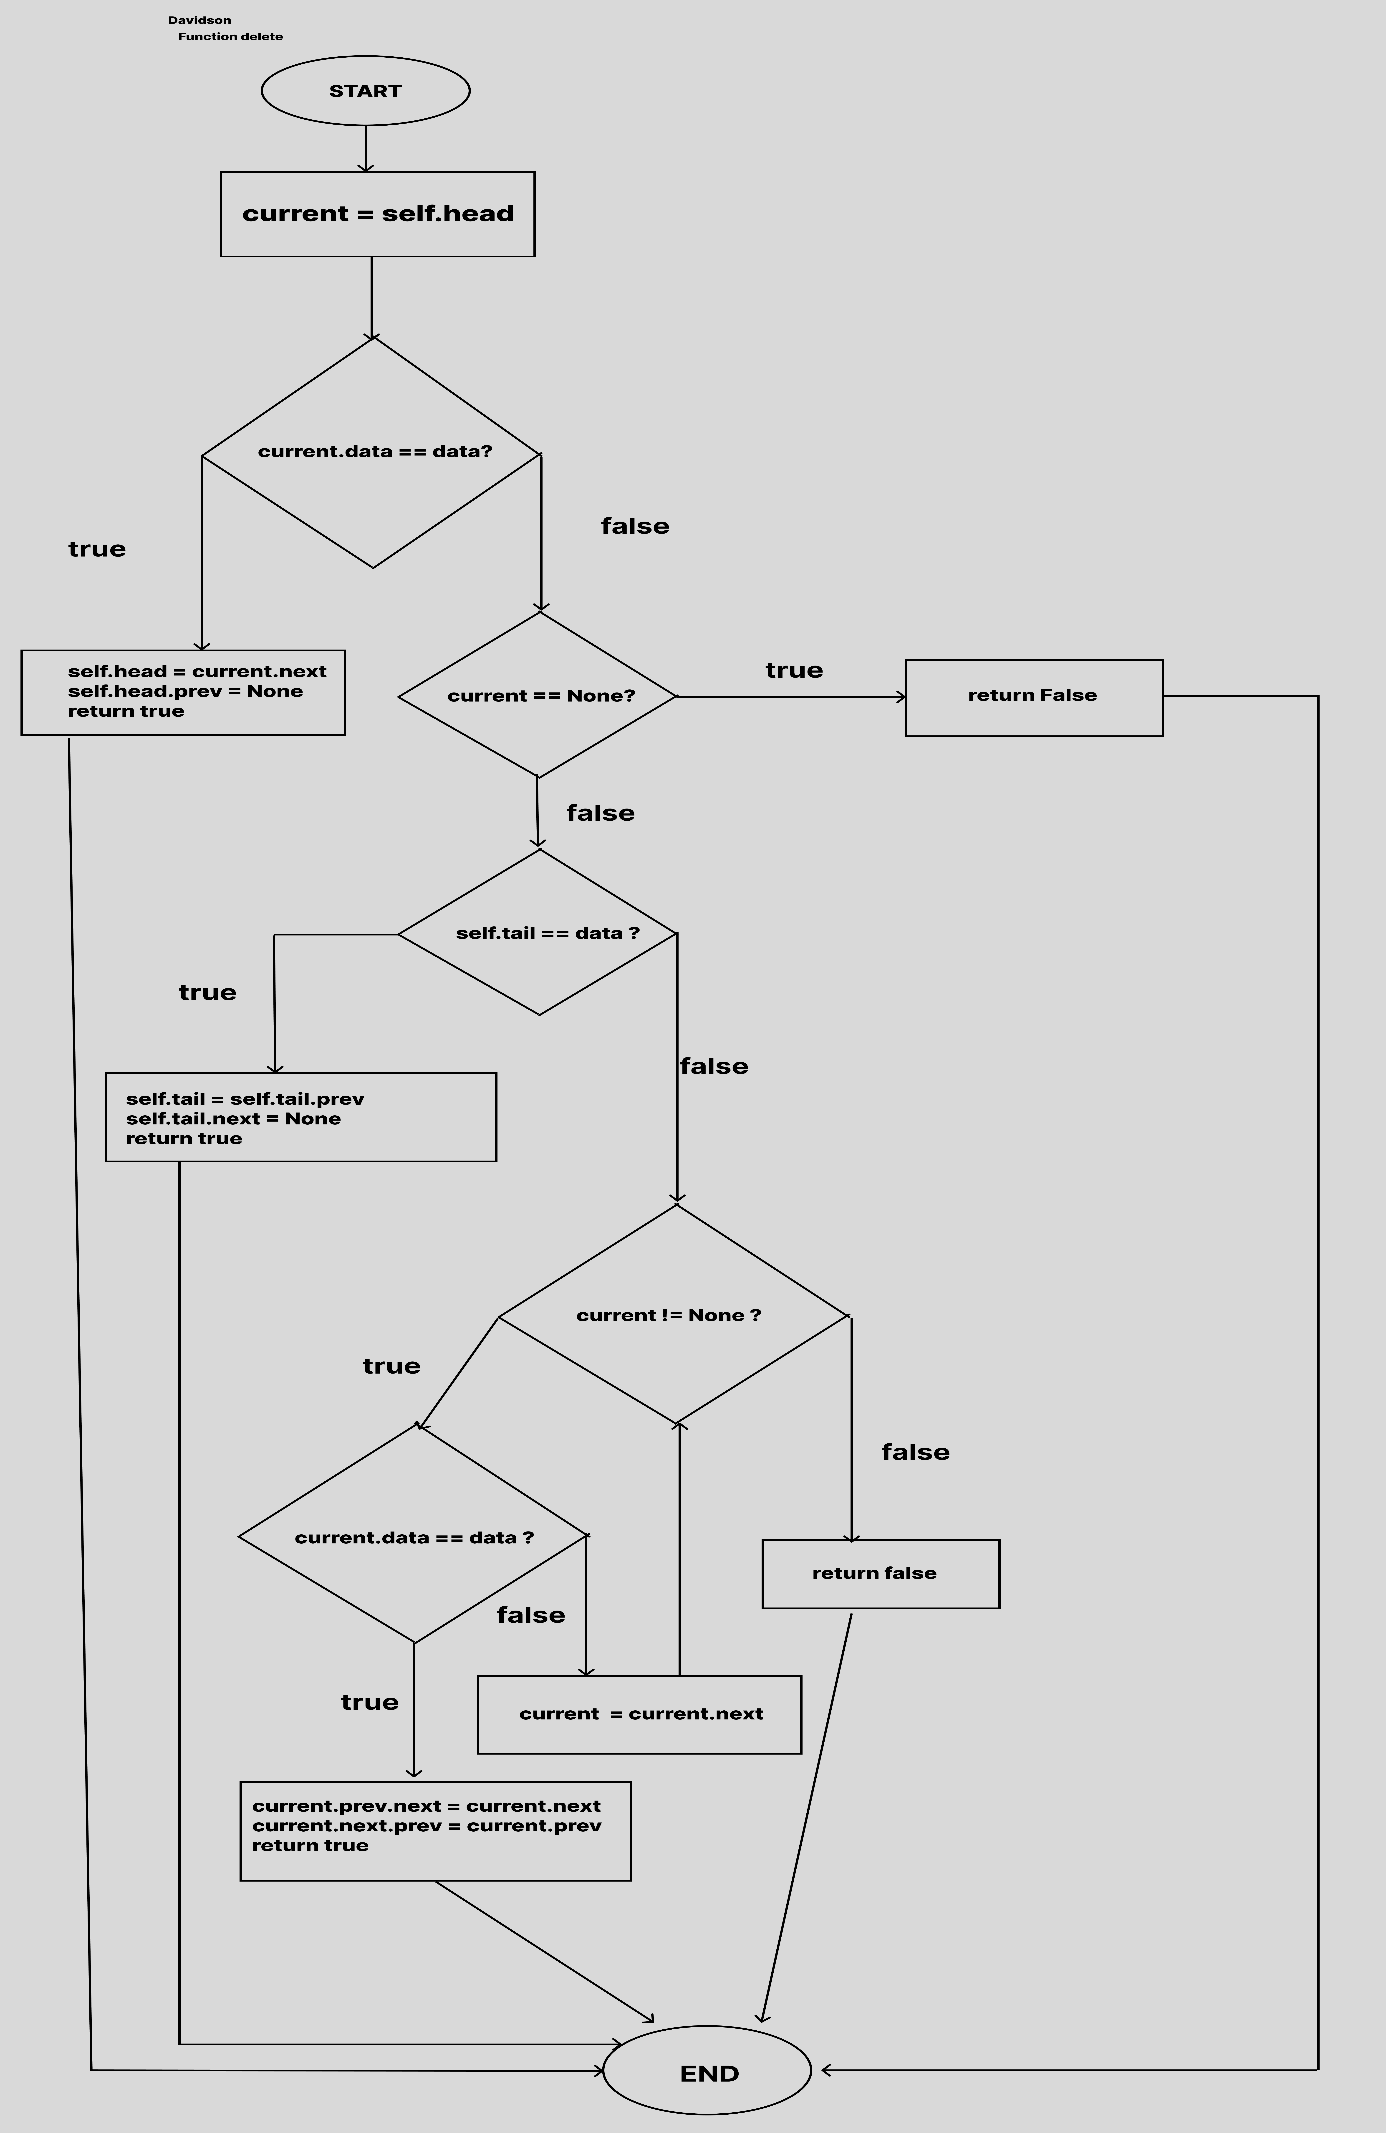 Davidson
Function delete
START
current = self.head
current.data == data?
true
false
self.head = current.next
self.head.prev = None
return true
current == None?
true
return False
false
self.tail == data ?
true
false
self.tail = self.tail.prev
self.tail.next = None
return true
current != None ?
true
false
current.data == data ?
return false
false
true
current  = current.next
current.prev.next = current.next
current.next.prev = current.prev
return true
END